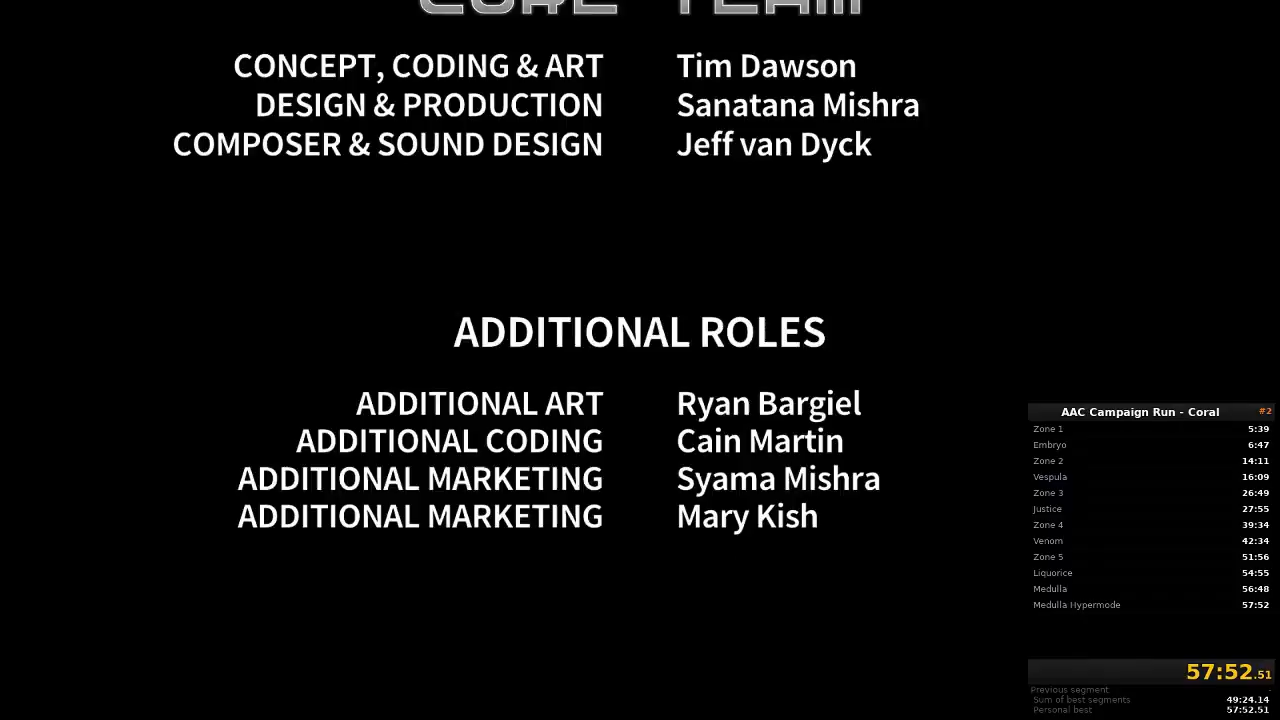 CORE TEAM
CONCEPT, CODING & ART Tim Dawson
DESIGN & PRODUCTION Sanatana Mishra
COMPOSER & SOUND DESIGN Jeff van Dyck
ADDITIONAL ROLES
ADDITIONAL ART Ryan Bargiel
ADDITIONAL CODING Cain Martin
ADDITIONAL MARKETING Syama Mishra
ADDITIONAL MARKETING Mary Kish
AAC Campaign Run - Coral #2
Zone 1 5:39
Embryo 6:47
Zone 2 14:11
Vespula 16:09
Zone 3 26:49
Justice 27:55
Zone 4 39:34
Venom 42:34
Zone 5 51:56
Liquorice 54:55
Medulla 56:48
Medulla Hypermode 57:52
57:52.51
Previous segment -
Sum of best segments 49:24.14
Personal best 57:52.51